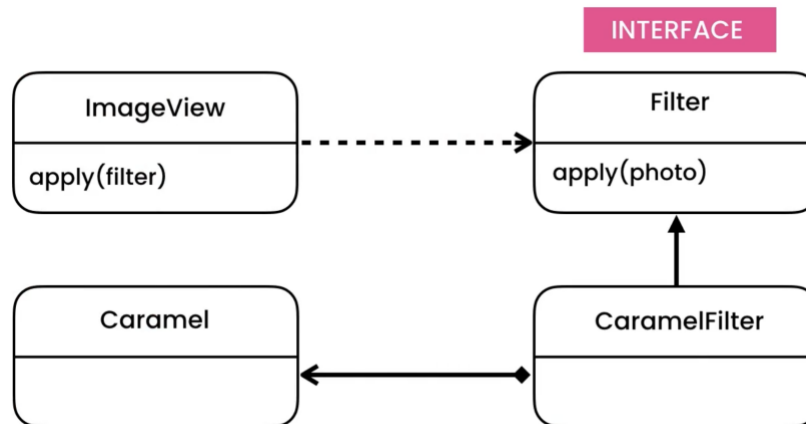 INTERFACE
ImageView
Filter
apply(filter)
apply(photo)
Caramel
CaramelFilter